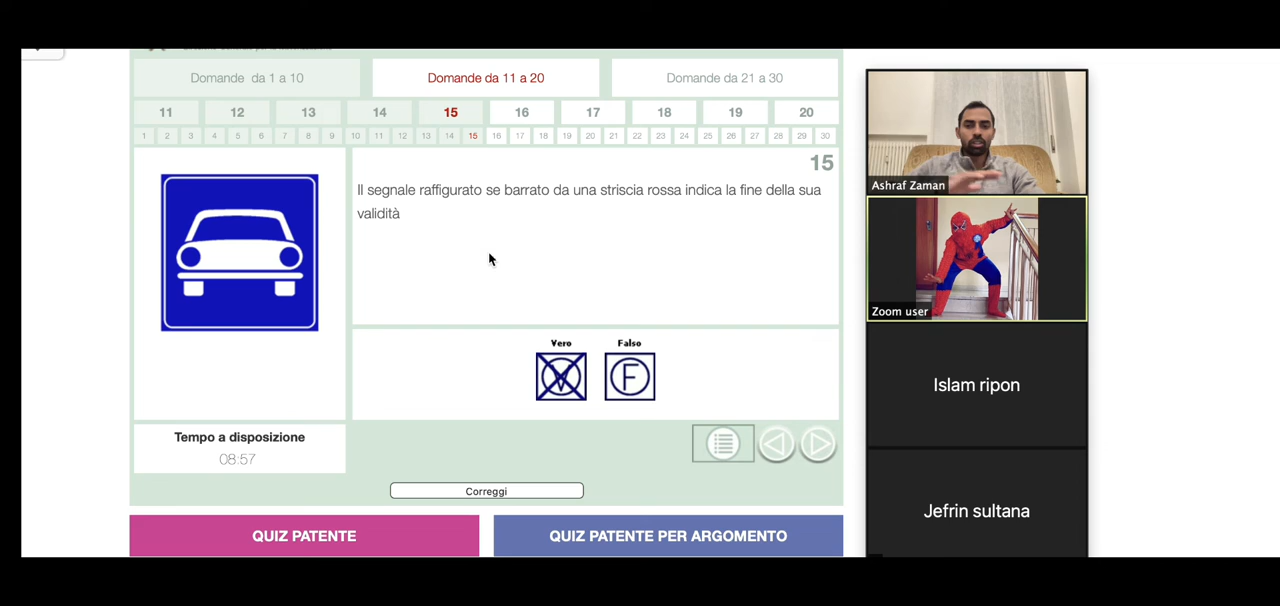 Domande da 1 a 10
Domande da 11 a 20
Domande da 21 a 30
11 12 13 14 15 16 17 18 19 20
1 2 3 4 5 6 7 8 9 10 11 12 13 14 15 16 17 18 19 20 21 22 23 24 25 26 27 28 29 30
15
Il segnale raffigurato se barrato da una striscia rossa indica la fine della sua
validità
Vero Falso
V F
Tempo a disposizione
08:57
Correggi
QUIZ PATENTE
QUIZ PATENTE PER ARGOMENTO
Ashraf Zaman
Zoom user
Islam ripon
Jefrin sultana